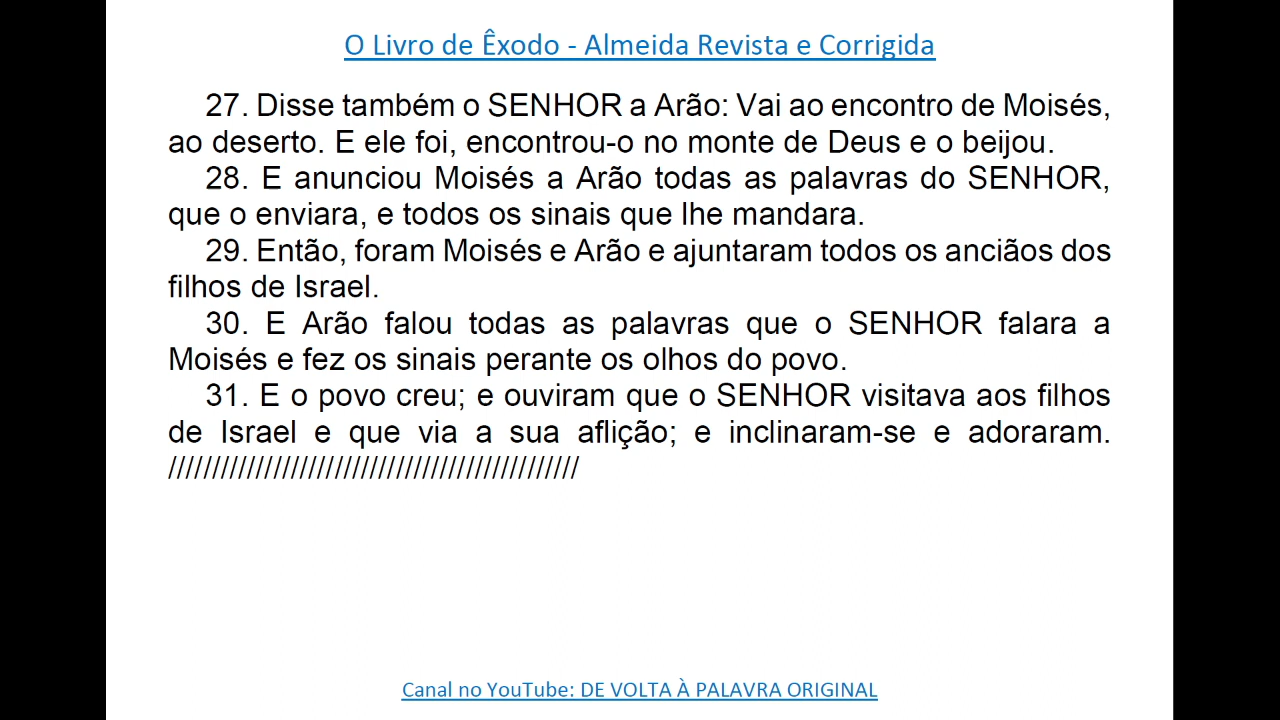 O Livro de Êxodo - Almeida Revista e Corrigida
27. Disse também o SENHOR a Arão: Vai ao encontro de Moisés,
ao deserto. E ele foi, encontrou-o no monte de Deus e o beijou.
28. E anunciou Moisés a Arão todas as palavras do SENHOR,
que o enviara, e todos os sinais que lhe mandara.
29. Então, foram Moisés e Arão e ajuntaram todos os anciãos dos
filhos de Israel.
30. E Arão falou todas as palavras que o SENHOR falara a
Moisés e fez os sinais perante os olhos do povo.
31. E o povo creu; e ouviram que o SENHOR visitava aos filhos
de Israel e que via a sua aflição; e inclinaram-se e adoraram.
///////////////////////////////////////////////
Canal no YouTube: DE VOLTA À PALAVRA ORIGINAL